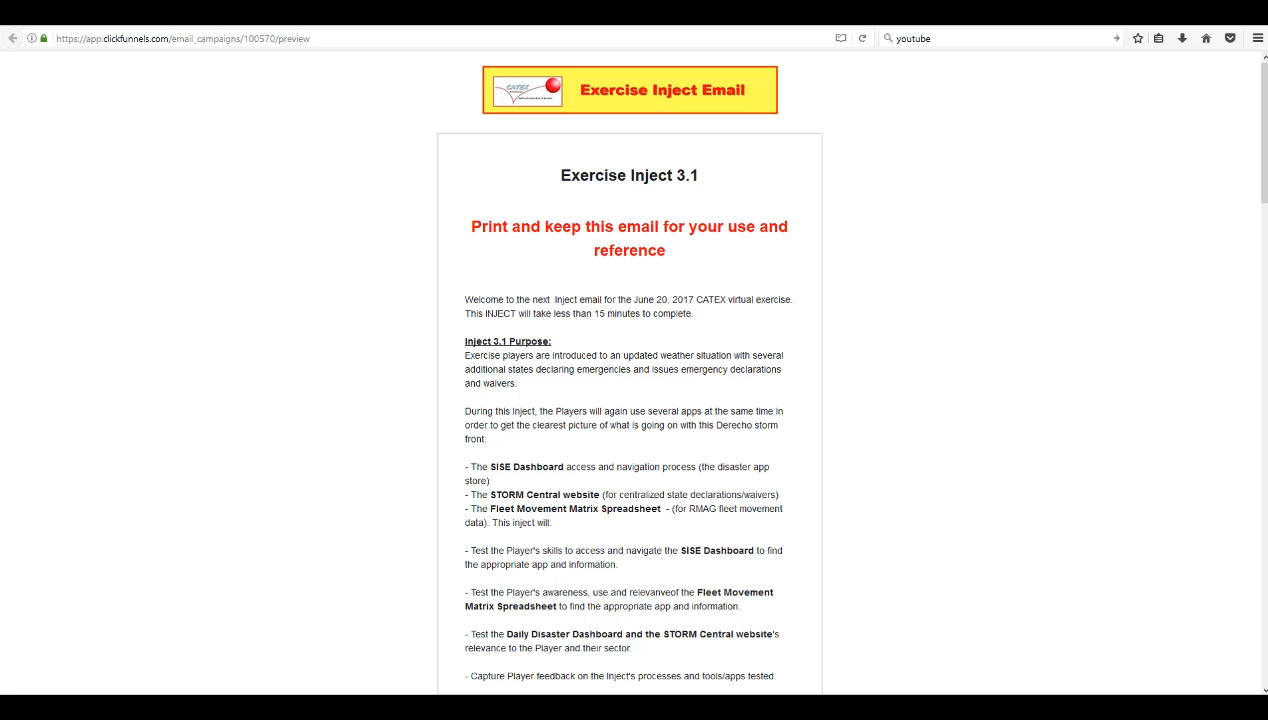 https://app.clickfunnels.com/email_campaigns/100570/preview
youtube
CATEX
Exercise Inject Email
Exercise Inject 3.1
Print and keep this email for your use and
reference
Welcome to the next  Inject email for the June 20, 2017 CATEX virtual exercise.
This INJECT will take less than 15 minutes to complete.
Inject 3.1 Purpose:
Exercise players are introduced to an updated weather situation with several
additional states declaring emergencies and issues emergency declarations
and waivers.
During this Inject, the Players will again use several apps at the same time in
order to get the clearest picture of what is going on with this Derecho storm
front:
- The SISE Dashboard access and navigation process (the disaster app
store)
- The STORM Central website (for centralized state declarations/waivers)
- The Fleet Movement Matrix Spreadsheet  - (for RMAG fleet movement
data). This inject will:
- Test the Player's skills to access and navigate the SISE Dashboard to find
the appropriate app and information.
- Test the Player's awareness, use and relevanveof the Fleet Movement
Matrix Spreadsheet to find the appropriate app and information.
- Test the Daily Disaster Dashboard and the STORM Central website's
relevance to the Player and their sector.
- Capture Player feedback on the Inject's processes and tools/apps tested.